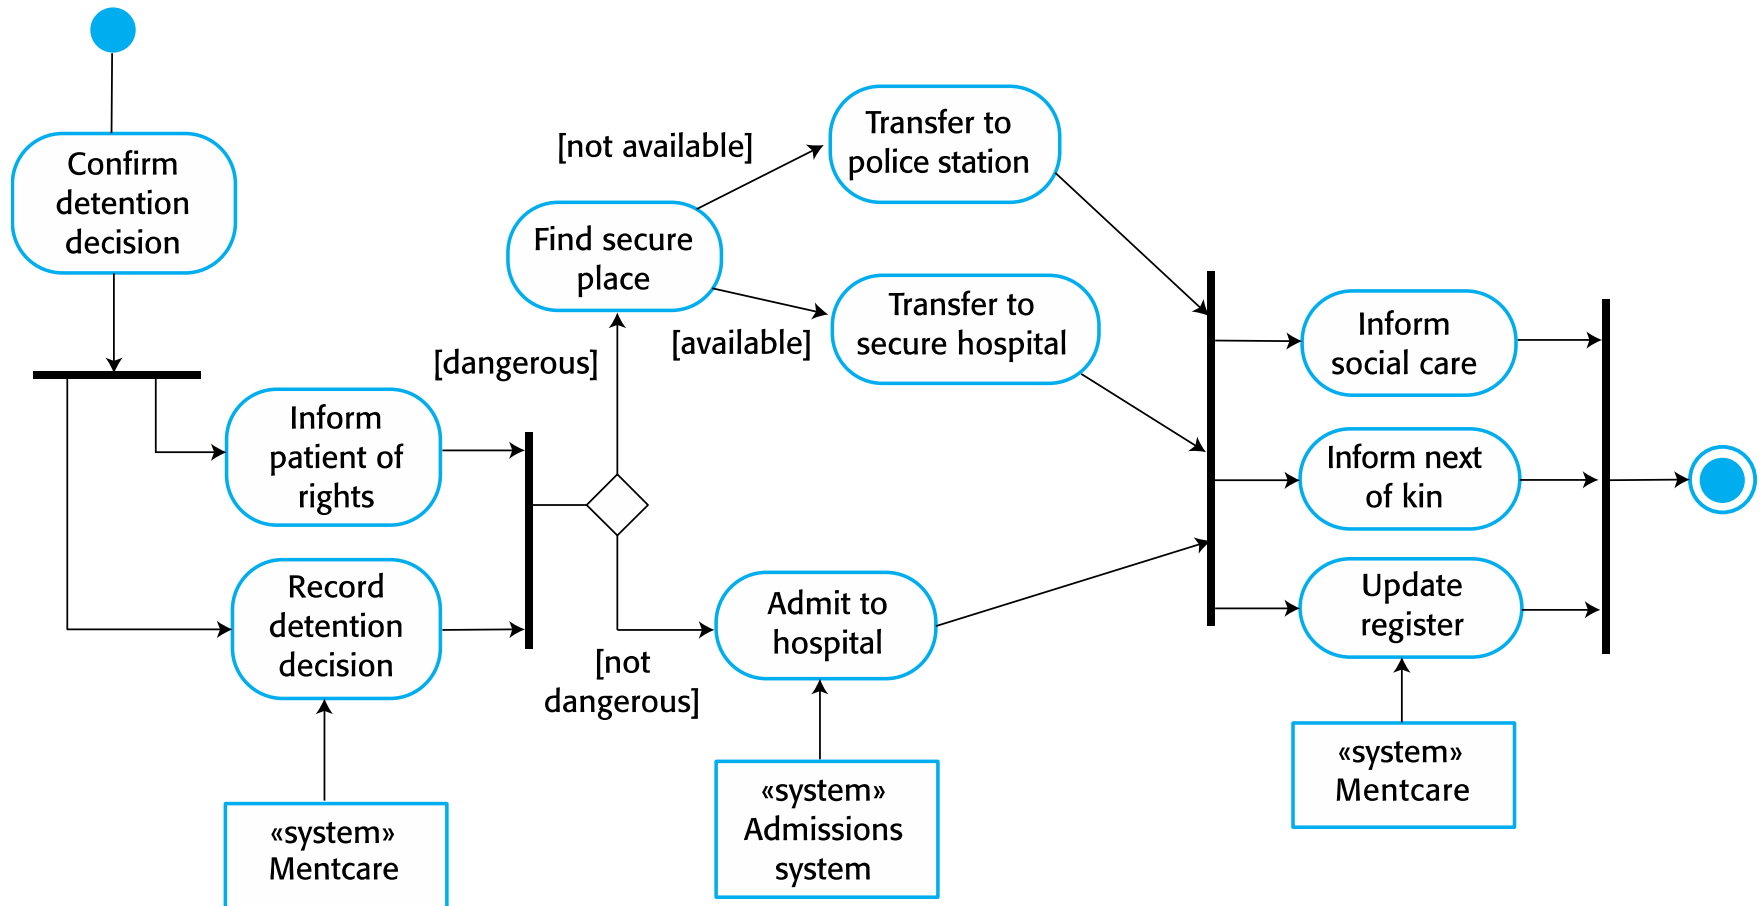 Confirm
detention
decision
Inform
patient of
rights
Record
detention
decision
«system»
Mentcare
[dangerous]
[not
dangerous]
Find secure
place
[not available]
[available]
Transfer to
police station
Transfer to
secure hospital
Admit to
hospital
«system»
Admissions
system
Inform
social care
Inform next
of kin
Update
register
«system»
Mentcare